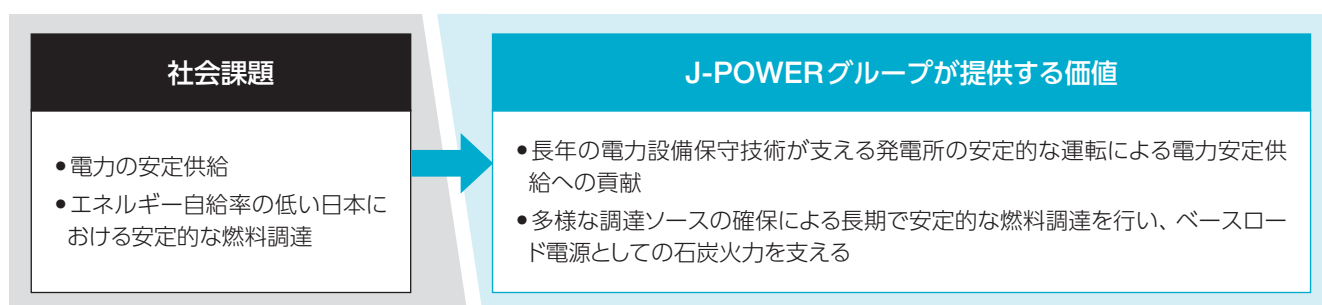 社会課題
●電力の安定供給
●エネルギー自給率の低い日本に
おける安定的な燃料調達
J-POWERグループが提供する価値
●長年の電力設備保守技術が支える発電所の安定的な運転による電力安定供
給への貢献
●多様な調達ソースの確保による長期で安定的な燃料調達を行い、ベースロー
ド電源としての石炭火力を支える